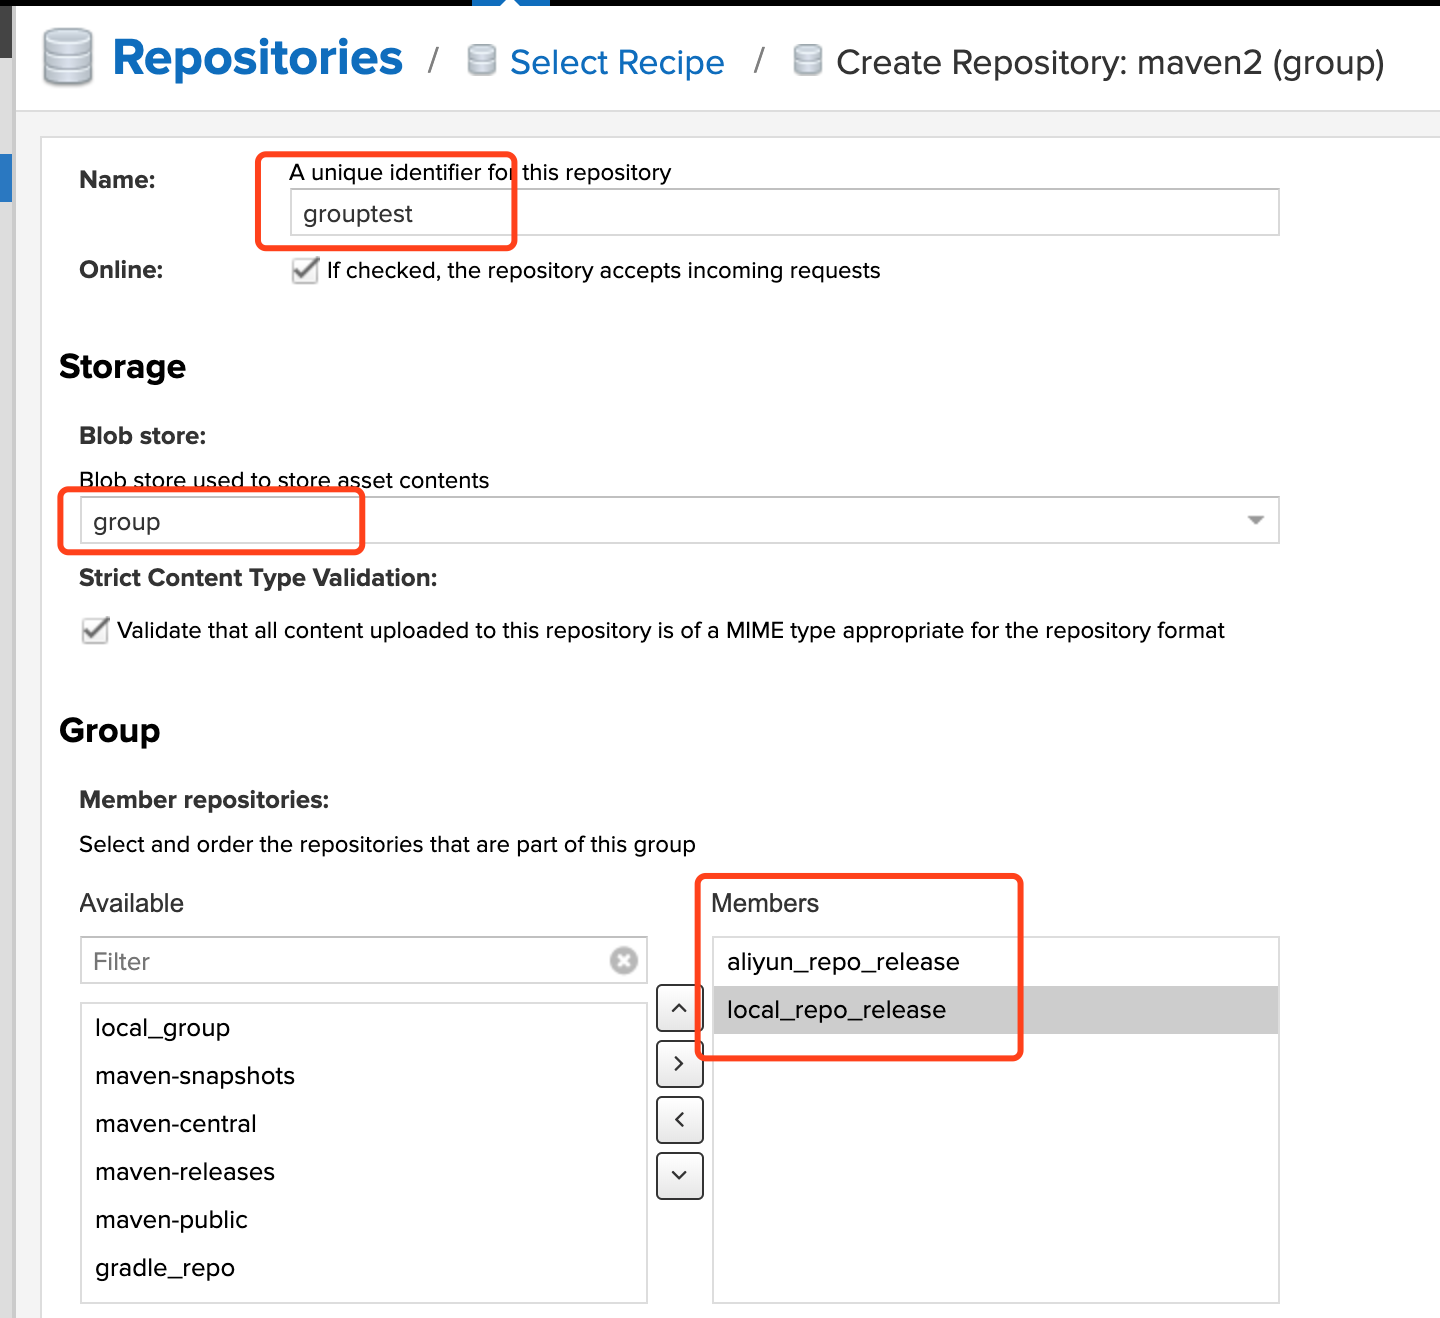 Repositories / Select Recipe / Create Repository: maven2 (group)
Name:
A unique identifier for this repository
grouptest
Online:
If checked, the repository accepts incoming requests
Storage
Blob store:
Blob store used to store asset contents
group
Strict Content Type Validation:
Validate that all content uploaded to this repository is of a MIME type appropriate for the repository format
Group
Member repositories:
Select and order the repositories that are part of this group
Available
Filter
local_group
maven-snapshots
maven-central
maven-releases
maven-public
gradle_repo
Members
aliyun_repo_release
local_repo_release